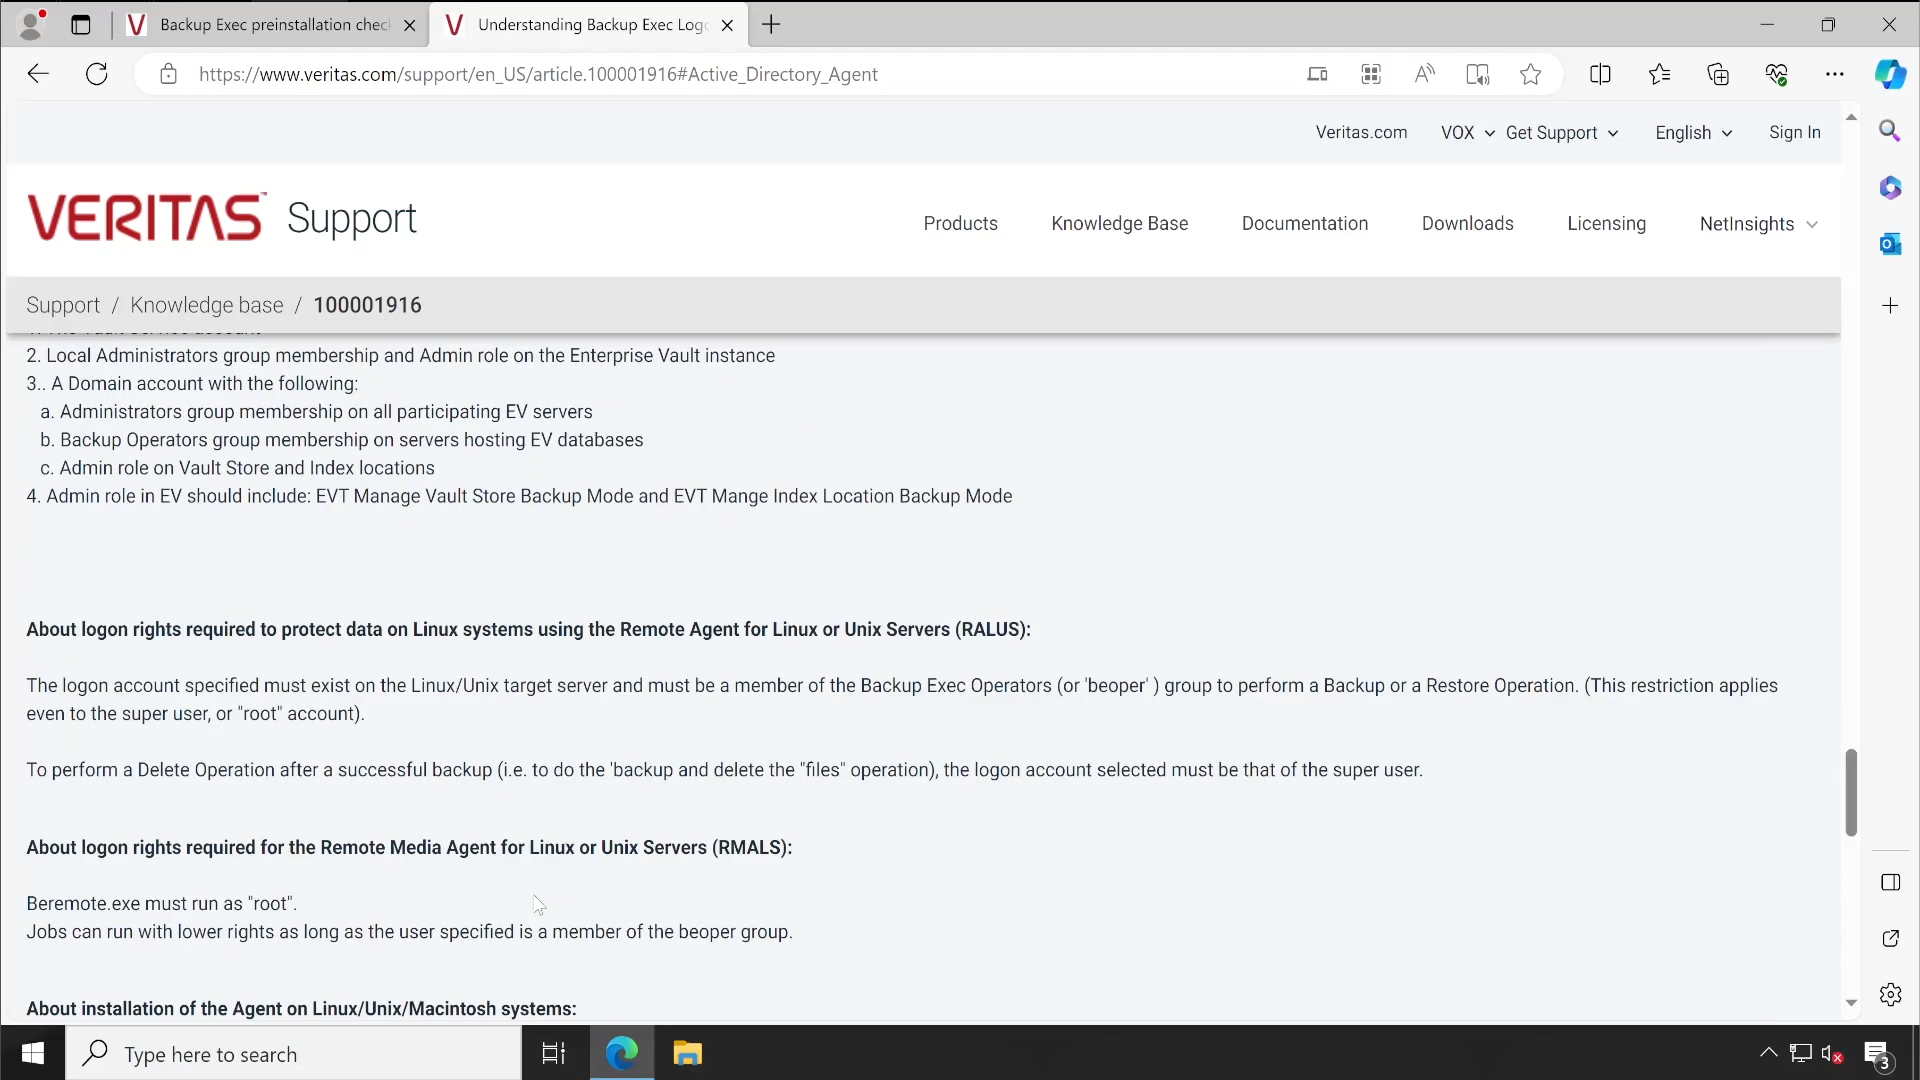 Backup Exec preinstallation chec
Understanding Backup Exec Logo
https://www.veritas.com/support/en_US/article.100001916#Active_Directory_Agent
Veritas.com VOX Get Support English Sign In
VERITAS Support
Products Knowledge Base Documentation Downloads Licensing NetInsights
Support / Knowledge base / 100001916
2. Local Administrators group membership and Admin role on the Enterprise Vault instance
3.. A Domain account with the following:
a. Administrators group membership on all participating EV servers
b. Backup Operators group membership on servers hosting EV databases
c. Admin role on Vault Store and Index locations
4. Admin role in EV should include: EVT Manage Vault Store Backup Mode and EVT Mange Index Location Backup Mode
About logon rights required to protect data on Linux systems using the Remote Agent for Linux or Unix Servers (RALUS):
The logon account specified must exist on the Linux/Unix target server and must be a member of the Backup Exec Operators (or 'beoper' ) group to perform a Backup or a Restore Operation. (This restriction applies
even to the super user, or "root" account).
To perform a Delete Operation after a successful backup (i.e. to do the 'backup and delete the "files" operation), the logon account selected must be that of the super user.
About logon rights required for the Remote Media Agent for Linux or Unix Servers (RMALS):
Beremote.exe must run as "root".
Jobs can run with lower rights as long as the user specified is a member of the beoper group.
About installation of the Agent on Linux/Unix/Macintosh systems:
Type here to search
3